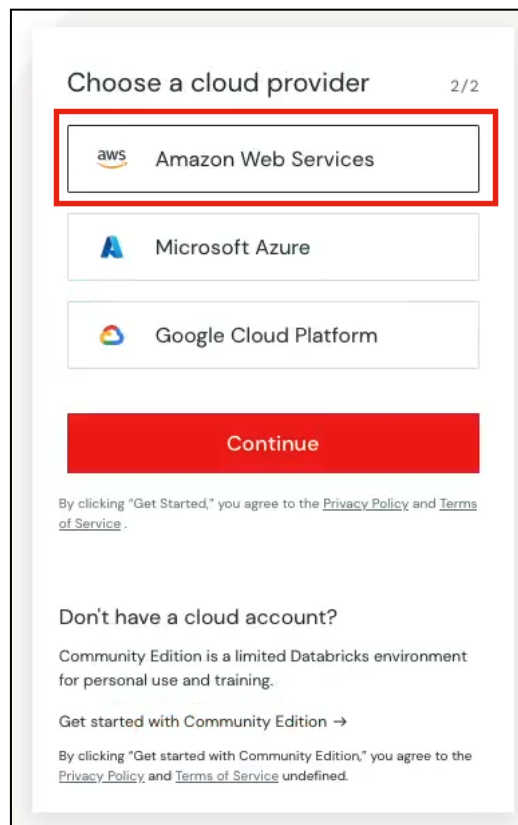 Choose a cloud provider 2/2
aws Amazon Web Services
Microsoft Azure
Google Cloud Platform
Continue
By clicking “Get Started,” you agree to the Privacy Policy and Terms
of Service .
Don't have a cloud account?
Community Edition is a limited Databricks environment
for personal use and training.
Get started with Community Edition →
By clicking “Get started with Community Edition,” you agree to the
Privacy Policy and Terms of Service undefined.